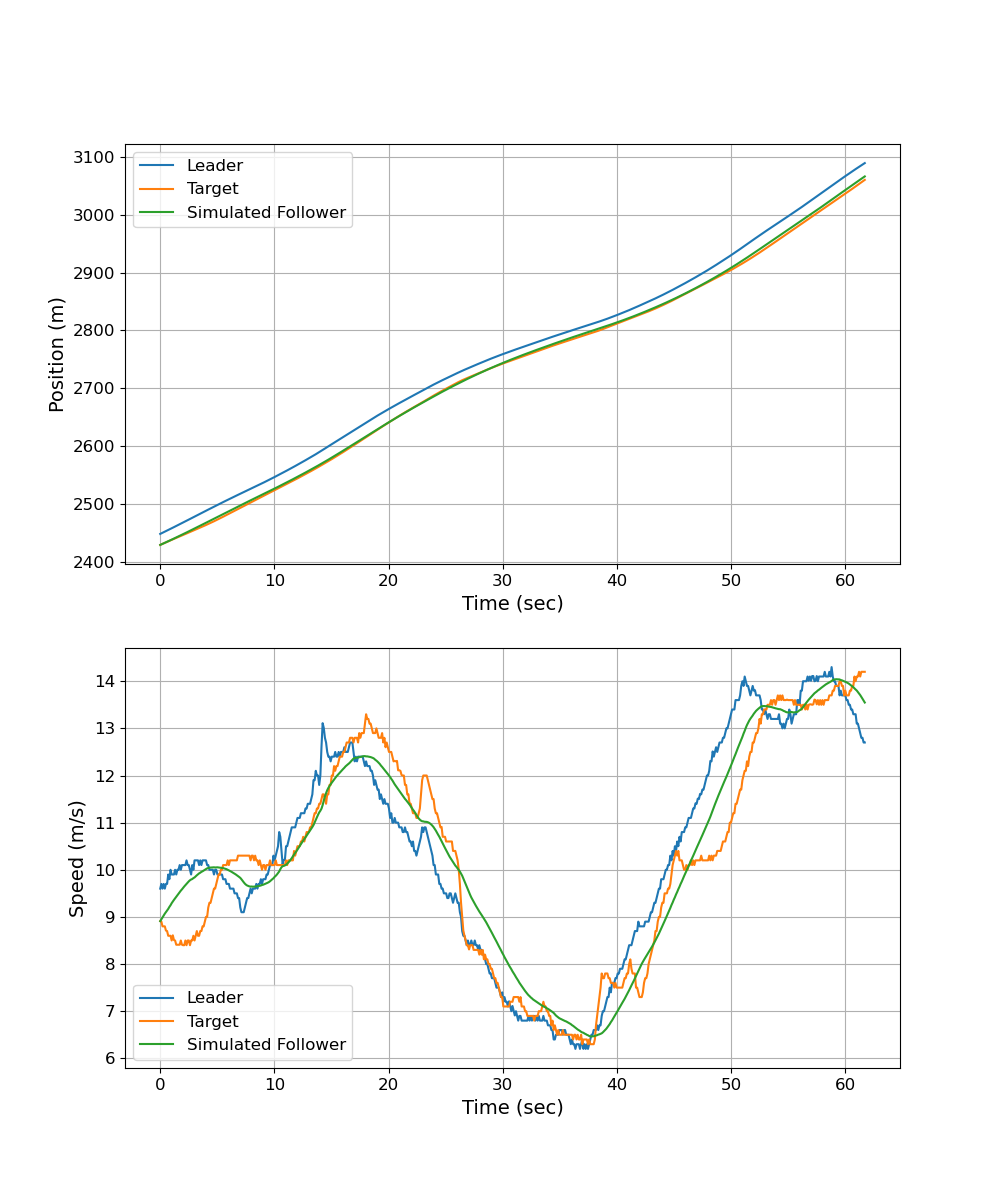 3100
3000
2900
2800
2700
2600
2500
2400
Position (m)
Leader
Target
Simulated Follower
0 10 20 30 40 50 60
Time (sec)
14
13
12
11
10
9
8
7
6
Speed (m/s)
Leader
Target
Simulated Follower
0 10 20 30 40 50 60
Time (sec)